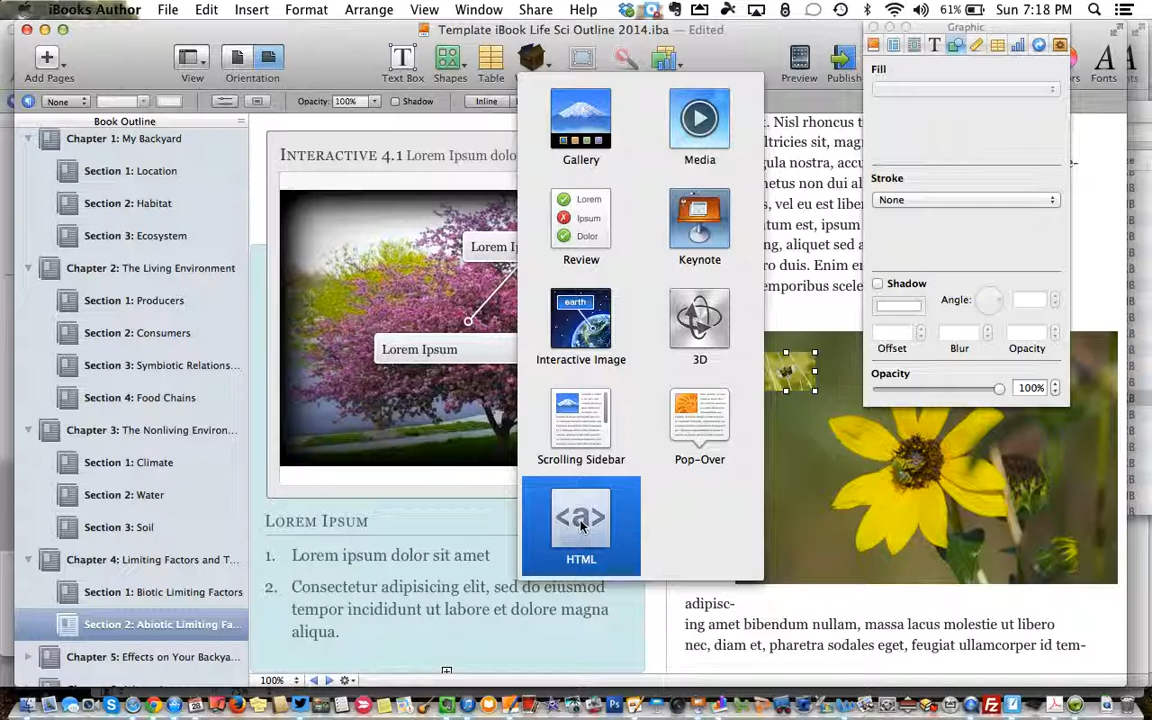 iBooks Author File Edit Insert Format Arrange View Window Share Help 61% Sun 7:18 PM
Template iBook Life Sci Outline 2014.iba — Edited
Graphic
Add Pages View Orientation Text Box Shapes Table Preview Publish Fonts
None Opacity: 100% Shadow Inline
Book Outline
Chapter 1: My Backyard
Section 1: Location
Section 2: Habitat
Section 3: Ecosystem
Chapter 2: The Living Environment
Section 1: Producers
Section 2: Consumers
Section 3: Symbiotic Relations...
Section 4: Food Chains
Chapter 3: The Nonliving Environ...
Section 1: Climate
Section 2: Water
Section 3: Soil
Chapter 4: Limiting Factors and T...
Section 1: Biotic Limiting Factors
Section 2: Abiotic Limiting Fa...
Chapter 5: Effects on Your Backya...
Interactive 4.1 Lorem Ipsum dolo
Lorem I
Lorem Ipsum
Lorem Ipsum
1. Lorem ipsum dolor sit amet
2. Consectetur adipisicing elit, sed do eiusmod
tempor incididunt ut labore et dolore magna
aliqua.
100%
Gallery
Media
Lorem
Ipsum
Dolor
Review
Keynote
earth
Interactive Image
3D
Scrolling Sidebar
Pop-Over
<a>
HTML
. Nisl rhoncus t
ultricies sit, mag
netus non dui al
es, vel eu est liber
rem, ipsum sed a
n libero. Enim er
o duis. Enim en
emporips scele
adipisc-
ing amet bibendum nullam, massa lacus molestie ut libero
nec, diam et, pharetra sodales eget, feugiat ullamcorper id tem-
Fill
Stroke
None
Shadow
Angle:
Offset Blur Opacity
Opacity
100%